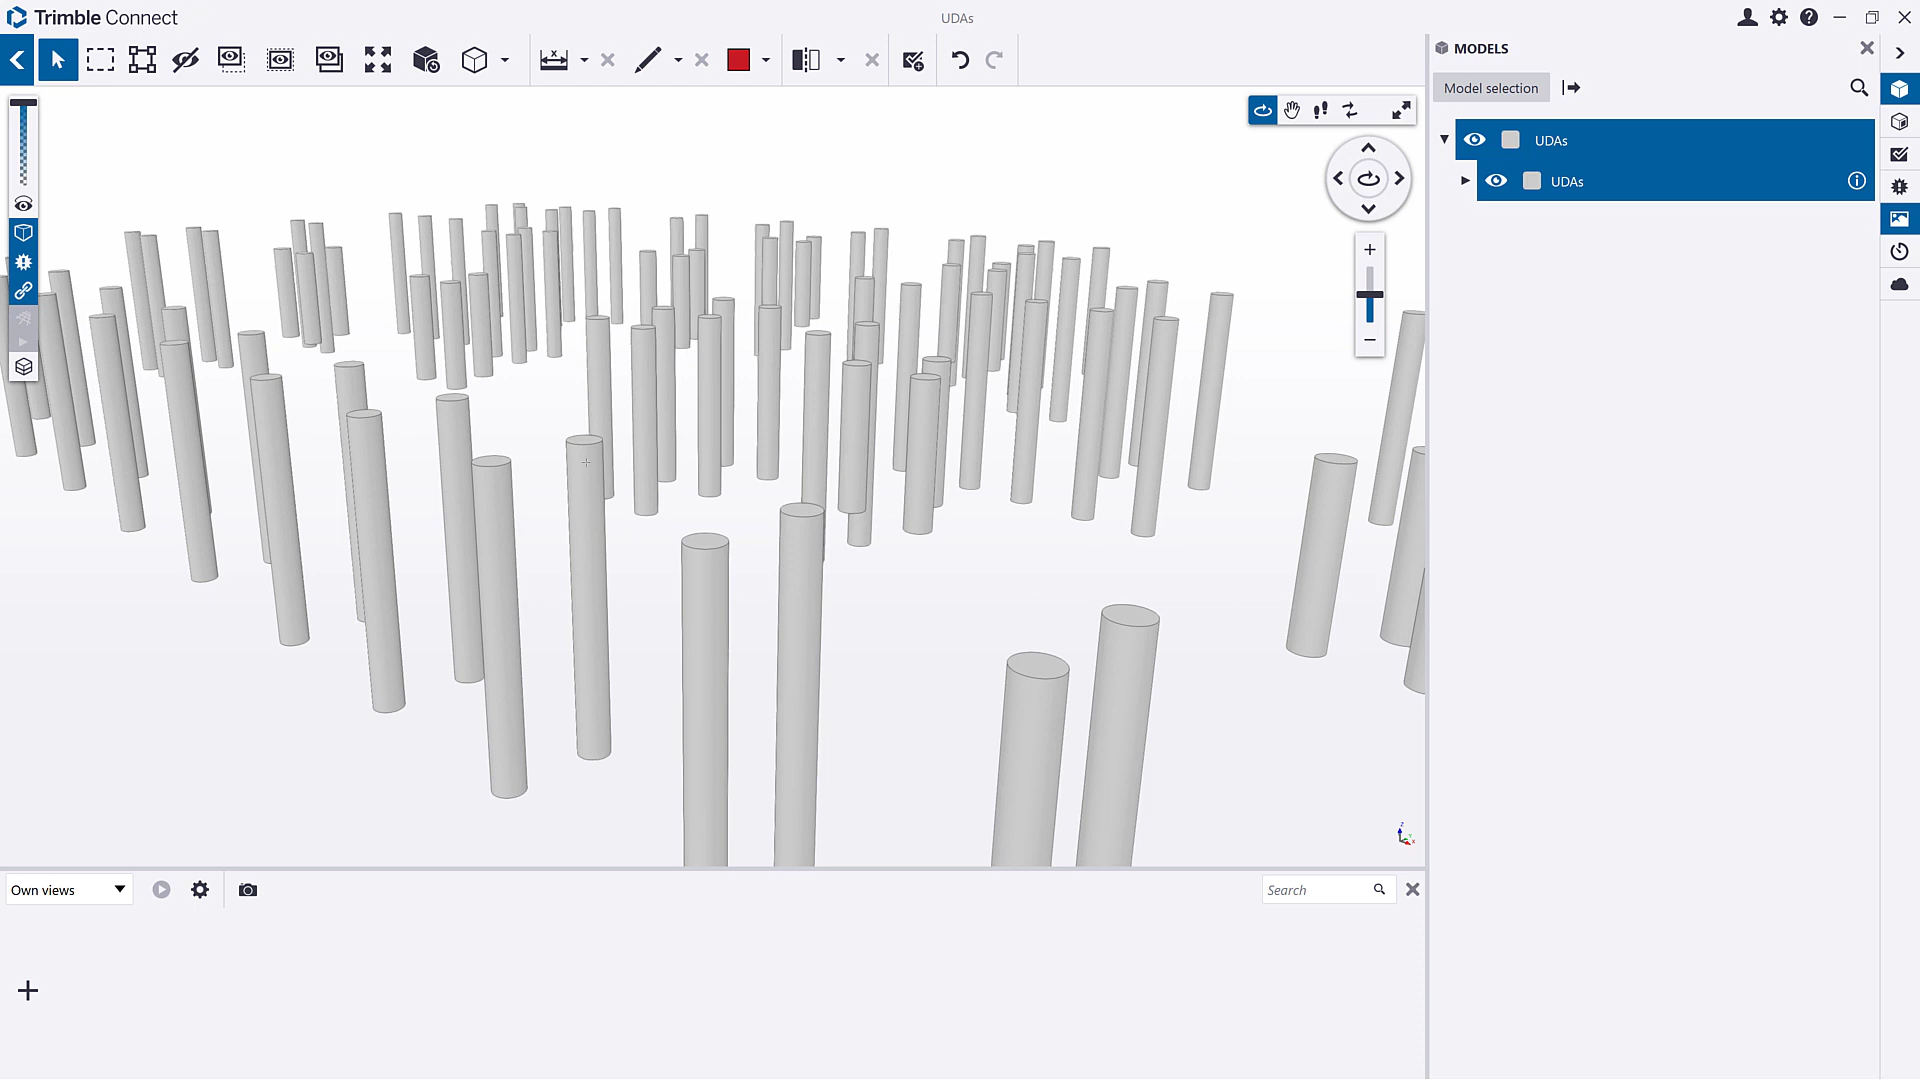 Trimble Connect
UDAs
MODELS
Model selection
UDAs
UDAs
Own views
Search